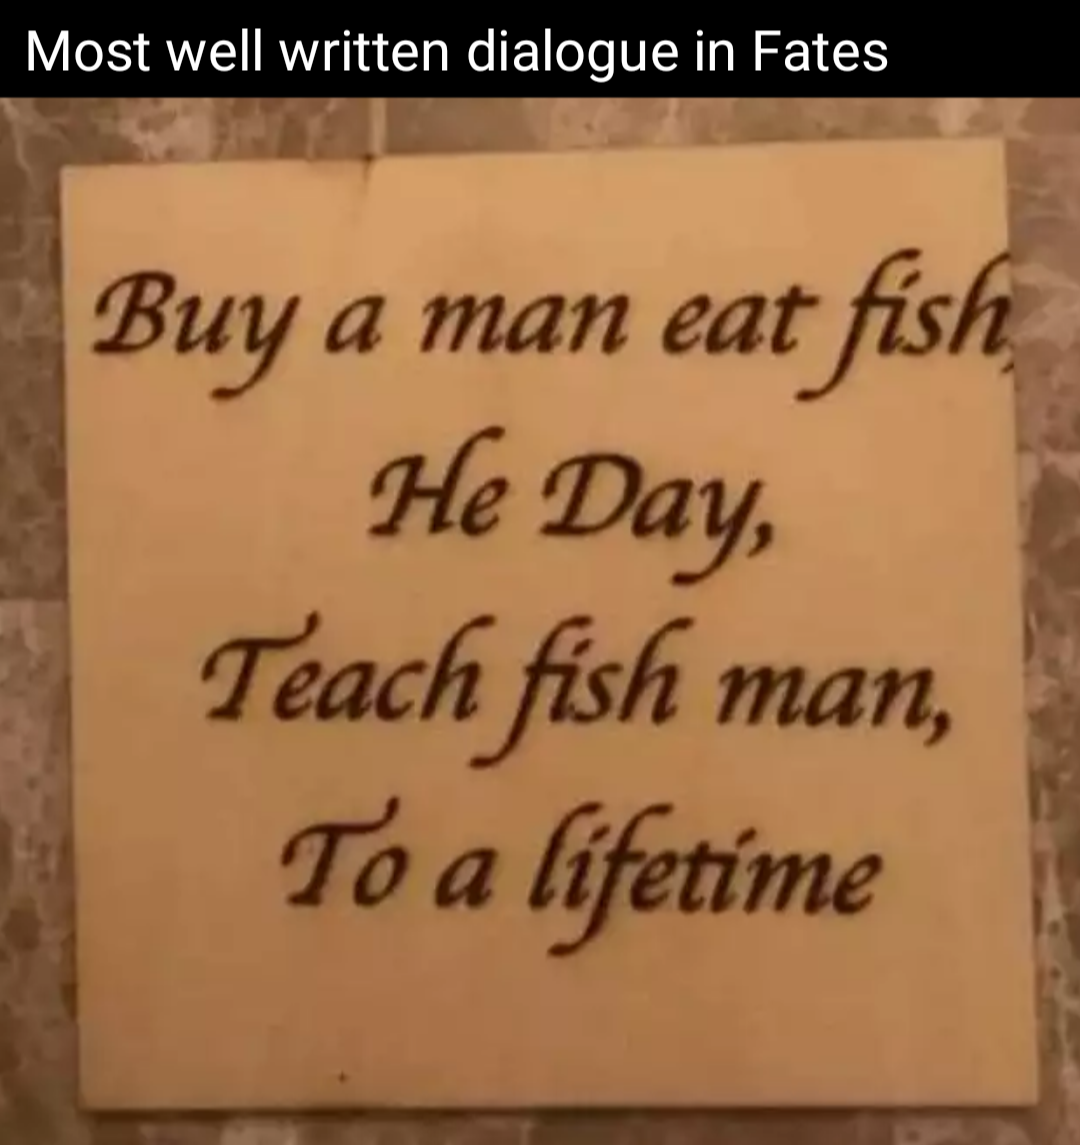 Most well written dialogue in Fates
Buy a man eat fish,
He Day,
Teach fish man,
To a lifetime